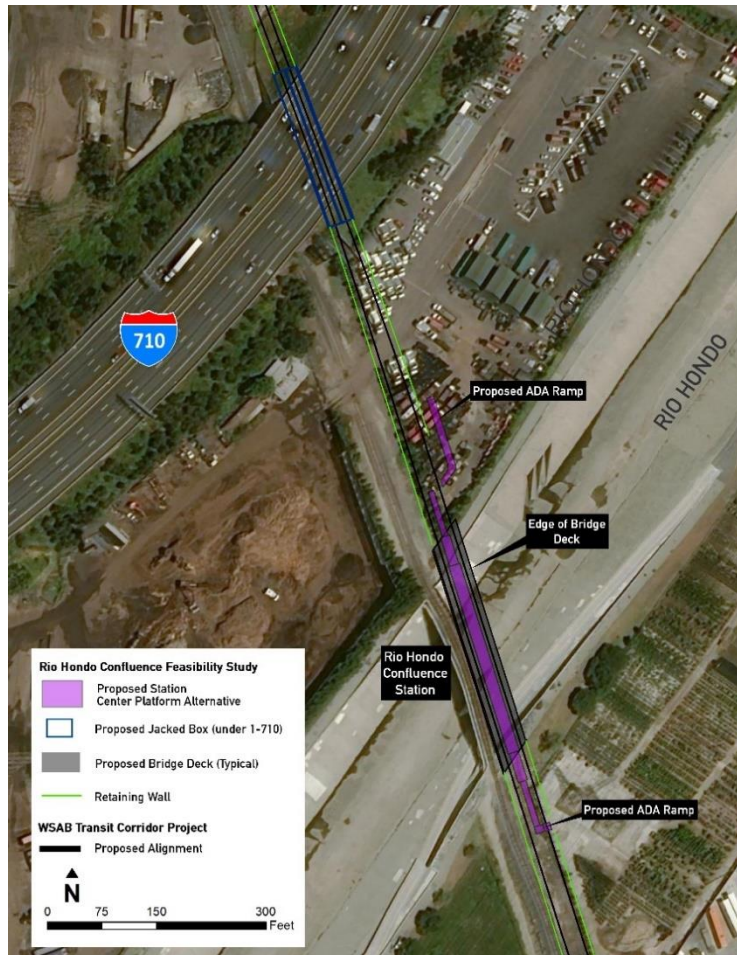 710
RIO HONDO
RIO HONDO
Proposed ADA Ramp
Edge of Bridge
Deck
Rio Hondo
Confluence
Station
Proposed ADA Ramp
Rio Hondo Confluence Feasibility Study
Proposed Station
Center Platform Alternative
Proposed Jacked Box (under I-710)
Proposed Bridge Deck (Typical)
Retaining Wall
WSAB Transit Corridor Project
Proposed Alignment
N
0 75 150 300
Feet